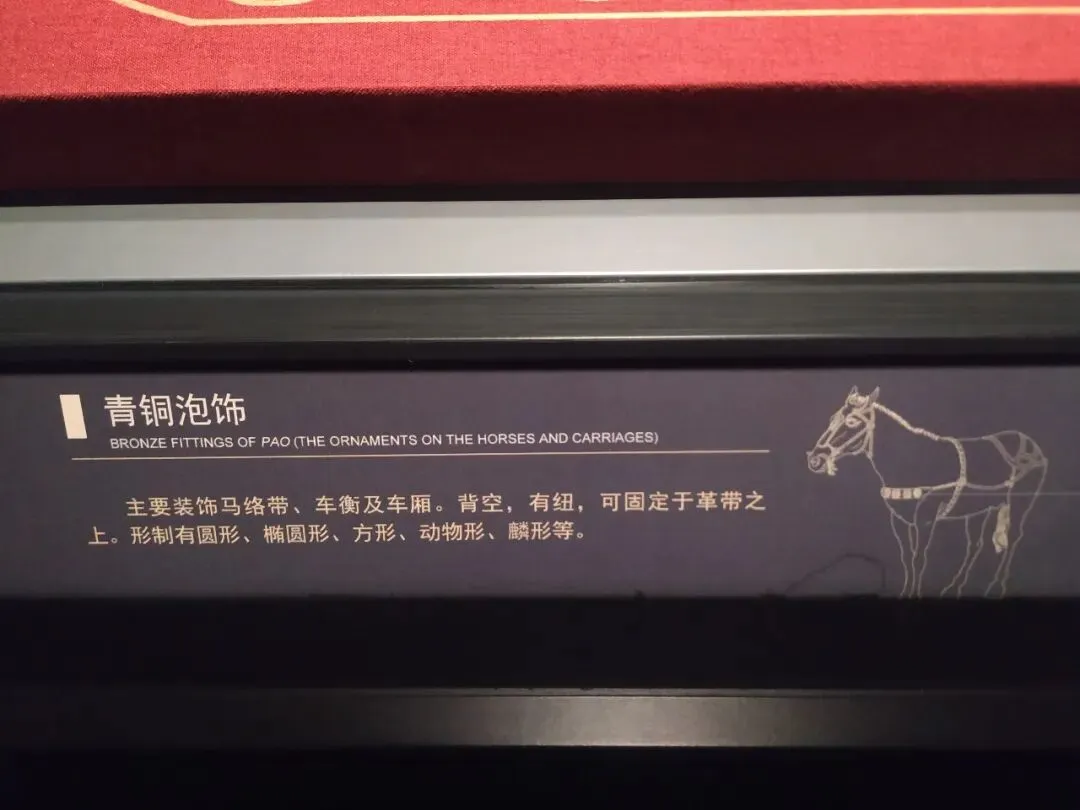 青铜泡饰
BRONZE FITTINGS OF PAO (THE ORNAMENTS ON THE HORSES AND CARRIAGES)
主要装饰马络带、车衡及车厢。背空，有纽，可固定于革带之
上。形制有圆形、椭圆形、方形、动物形、麟形等。